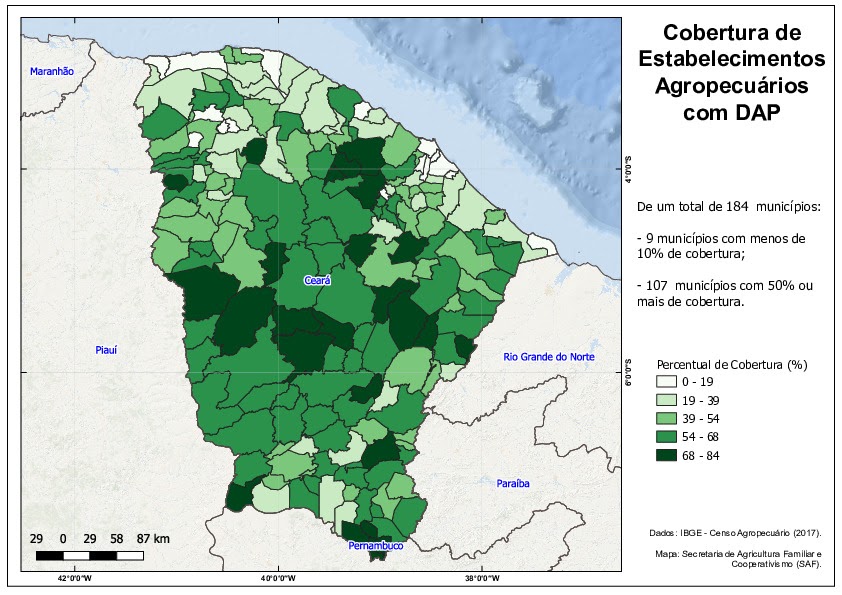 Cobertura de
Estabelecimentos
Agropecuários
com DAP
De um total de 184 municípios:
- 9 municípios com menos de
10% de cobertura;
- 107 municípios com 50% ou
mais de cobertura.
Percentual de Cobertura (%)
0 - 19
19 - 39
39 - 54
54 - 68
68 - 84
Dados: IBGE - Censo Agropecuário (2017).
Mapa: Secretaria de Agricultura Familiar e
Cooperativismo (SAF).
Maranhão
Ceará
Piauí
Rio Grande do Norte
Paraíba
Pernambuco
29 0 29 58 87 km
42°0'0"W 40°0'0"W 38°0'0"W
4°0'0"S
6°0'0"S